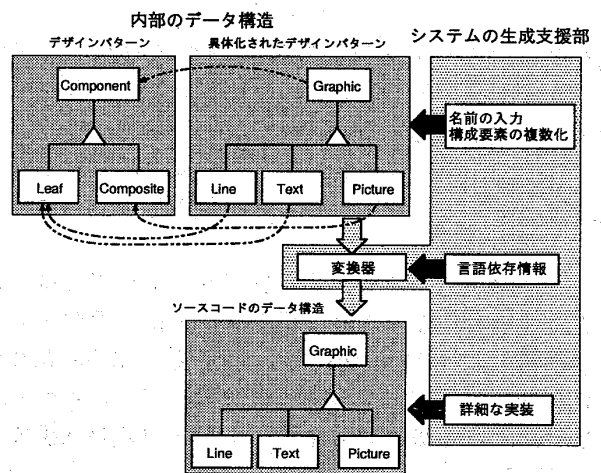 内部のデータ構造
システムの生成支援部
デザインパターン
具体化されたデザインパターン
Component
Graphic
Leaf
Composite
Line
Text
Picture
名前の入力
構成要素の複数化
変換器
言語依存情報
ソースコードのデータ構造
Graphic
Line
Text
Picture
詳細な実装